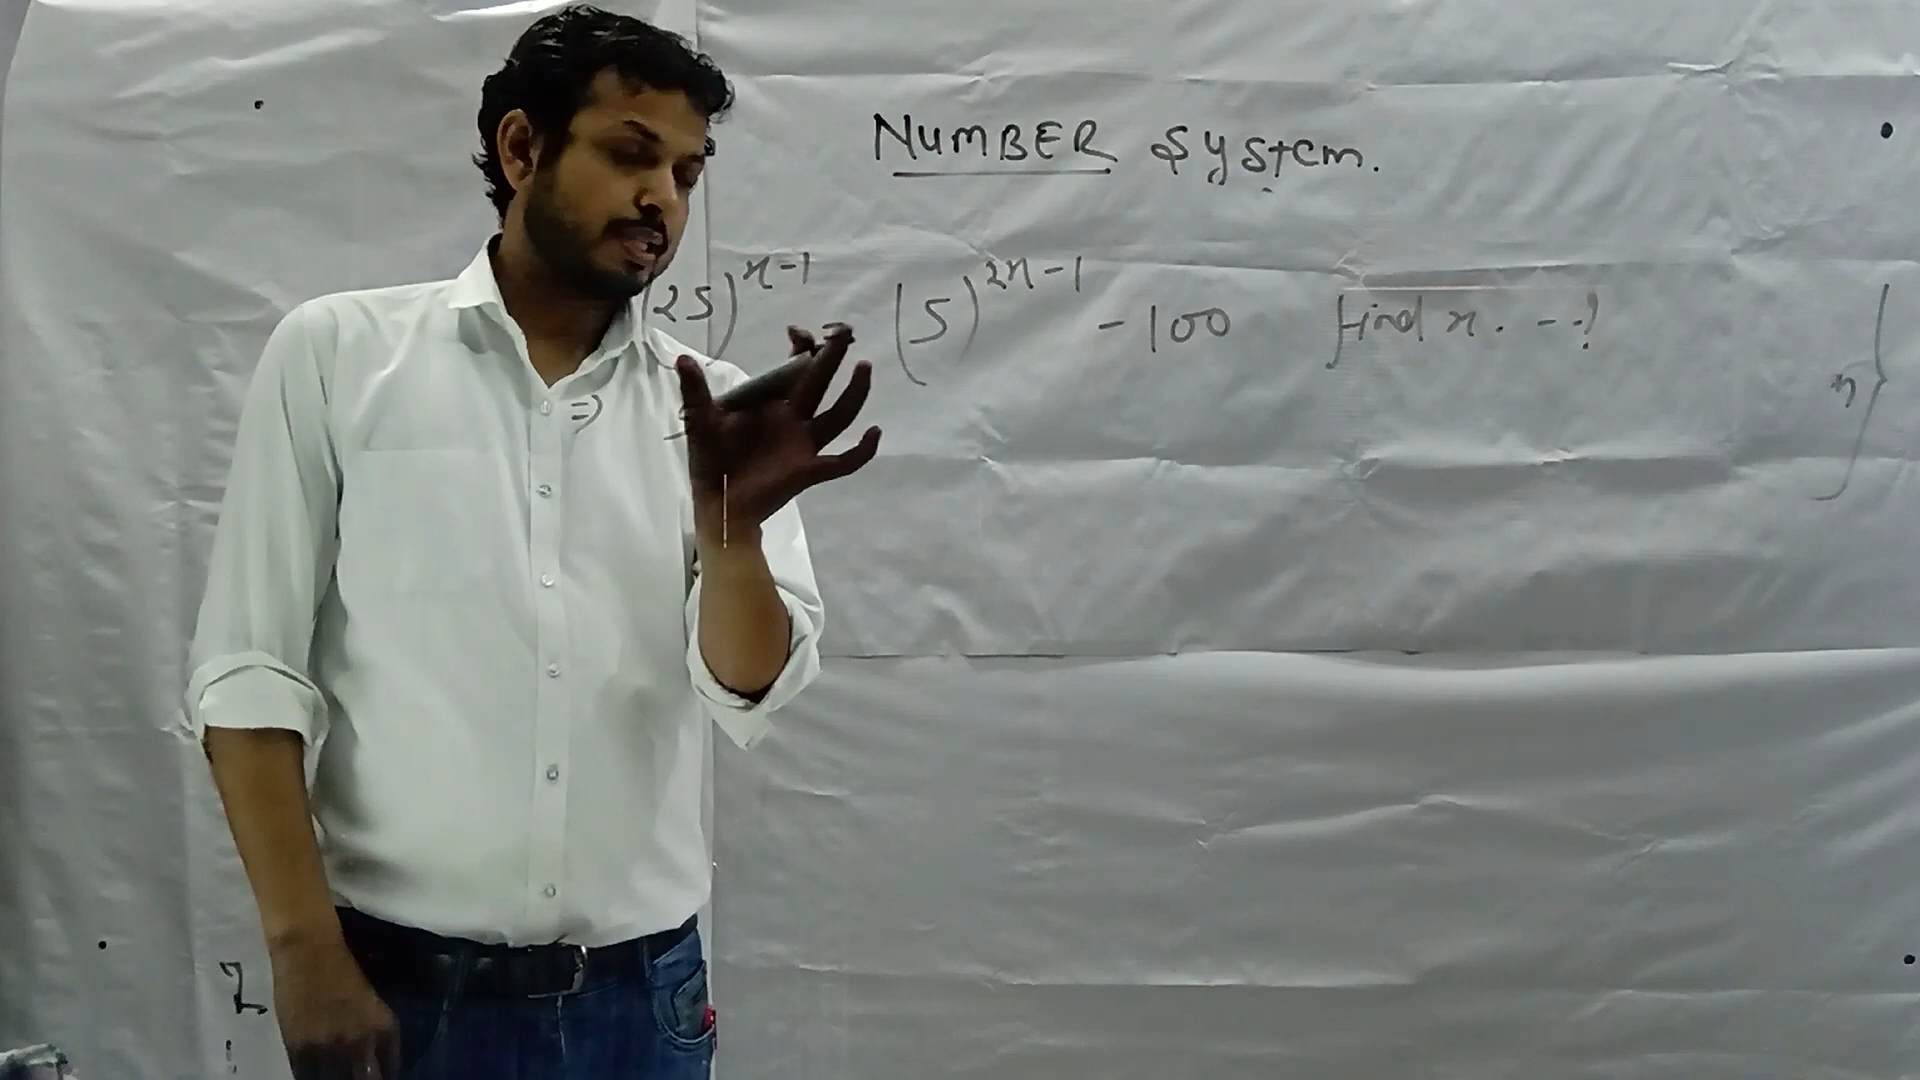 NUMBER System.
(25)^{x-1} (5)^{2x-1} -100 find x. --?
=)